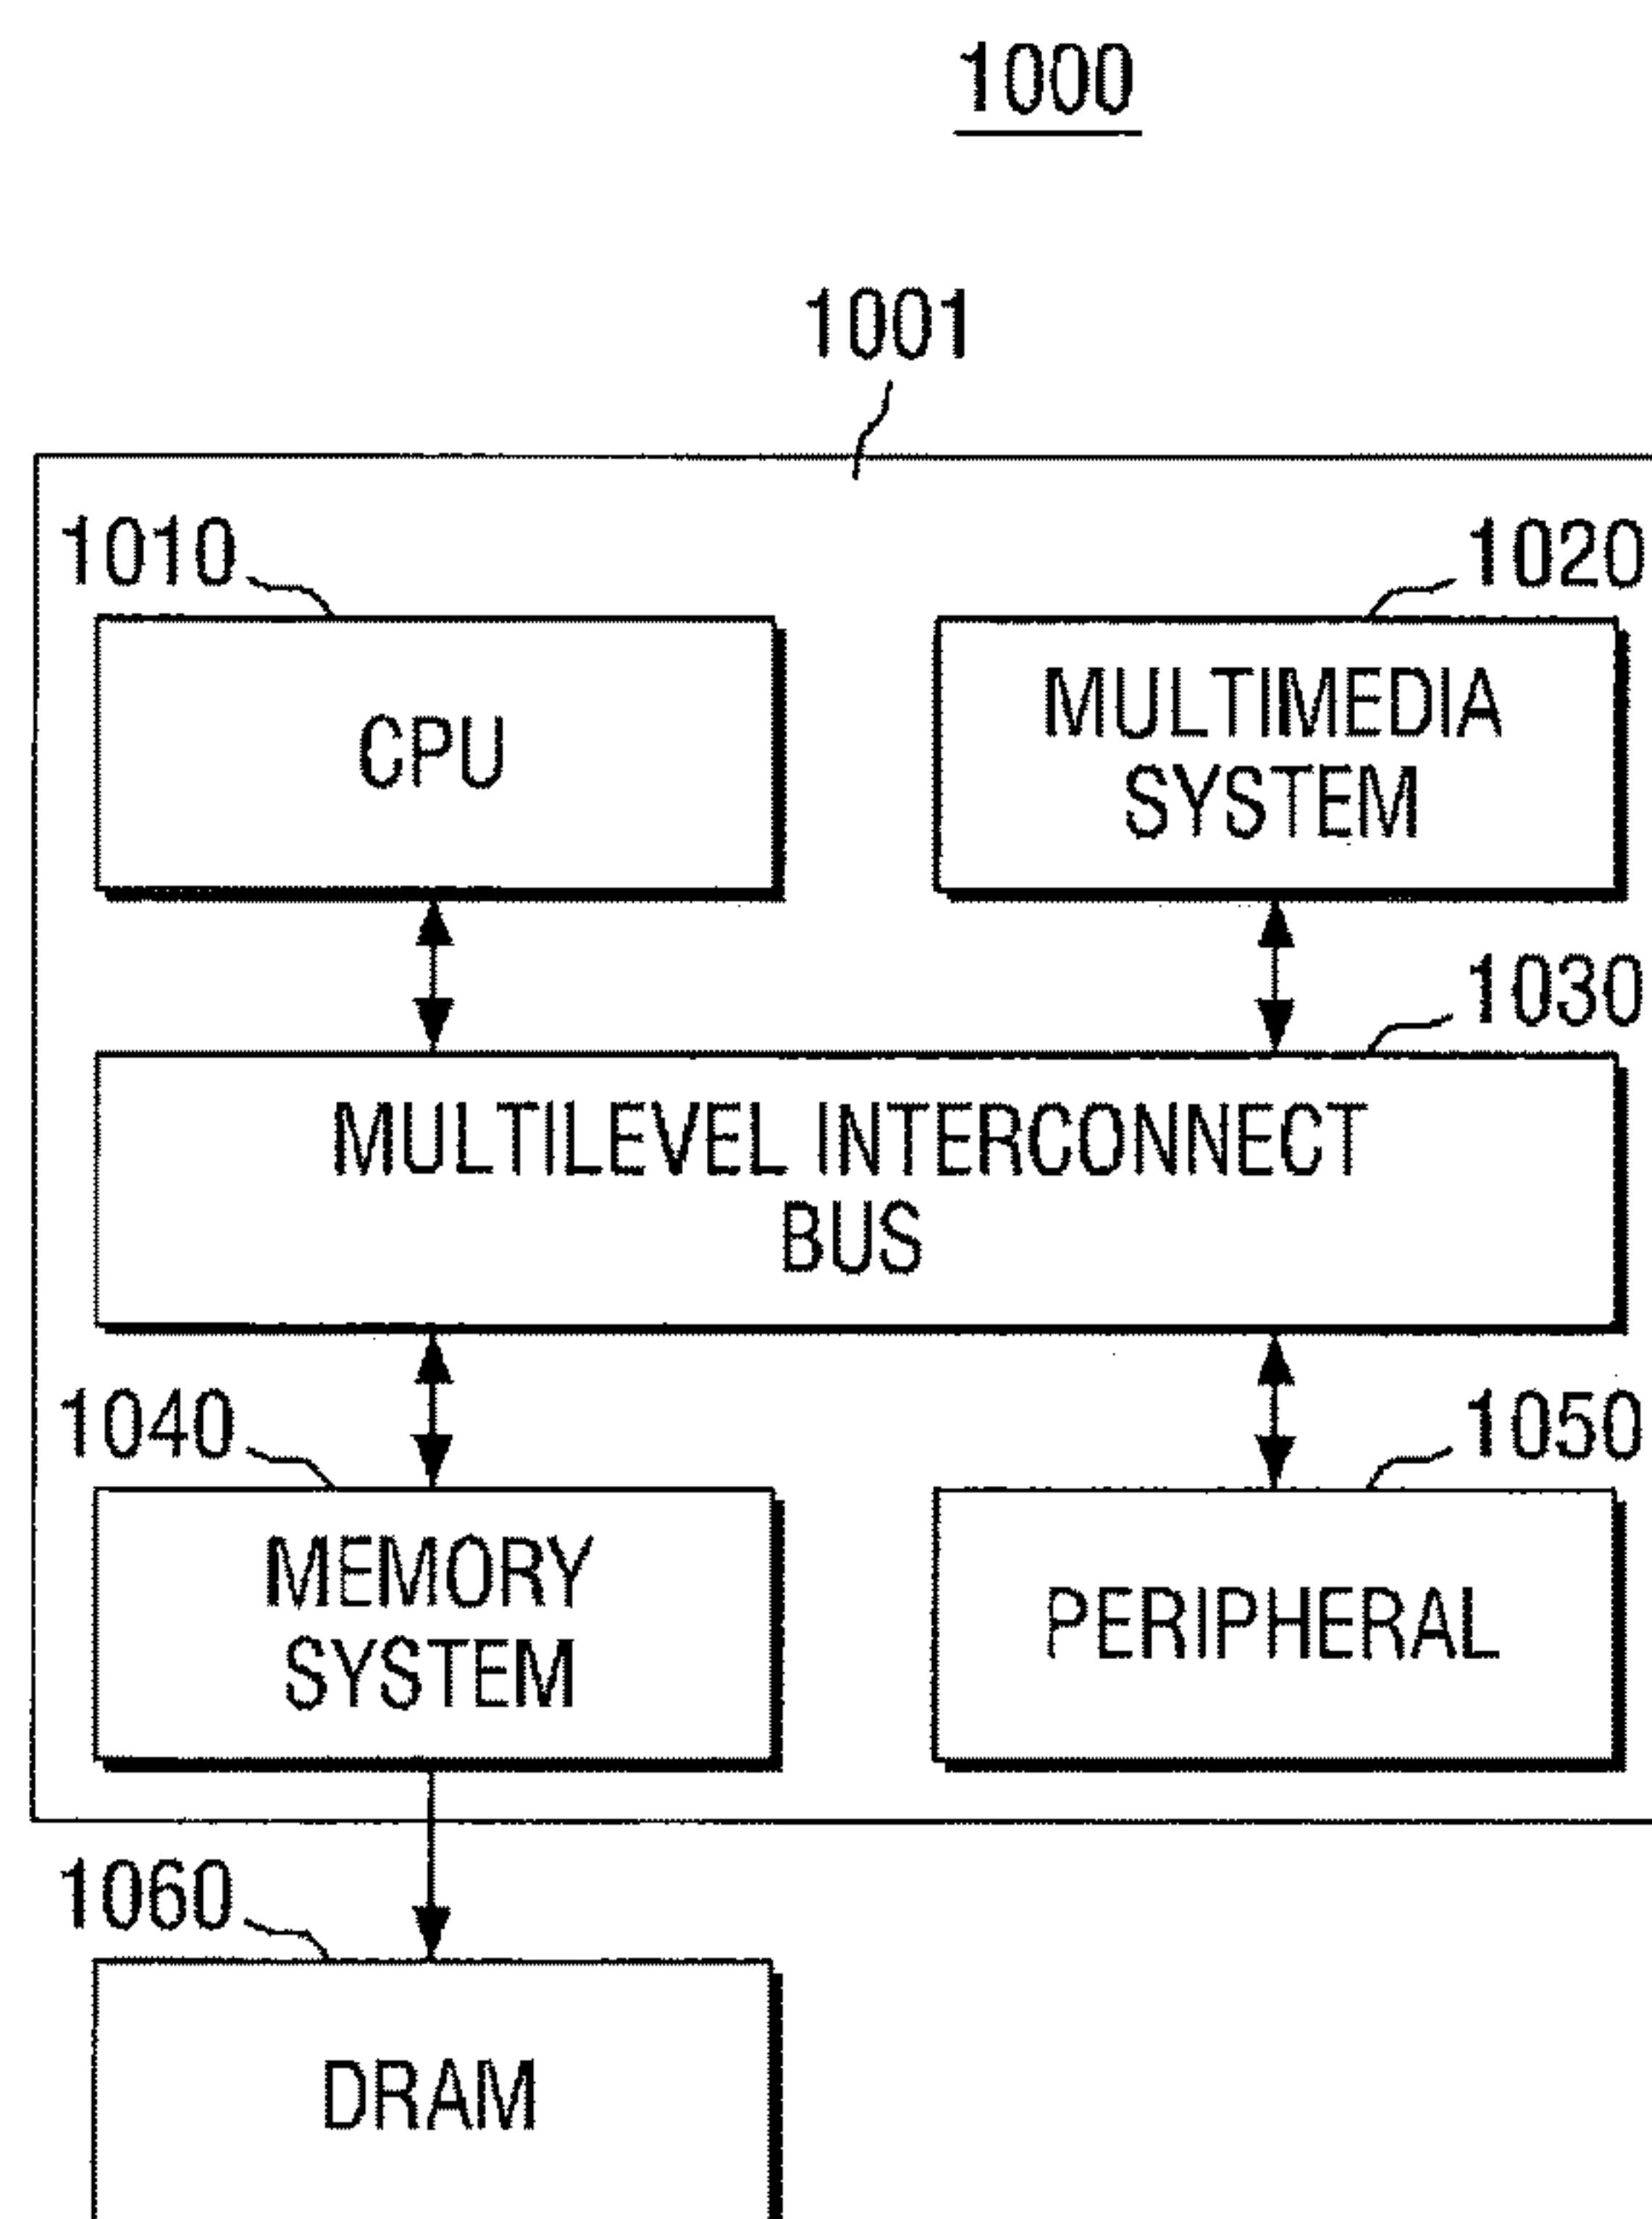 1000
1001
1010
1020
CPU
MULTIMEDIA
SYSTEM
1030
MULTILEVEL INTERCONNECT
BUS
1040
1050
MEMORY
SYSTEM
PERIPHERAL
1060
DRAM